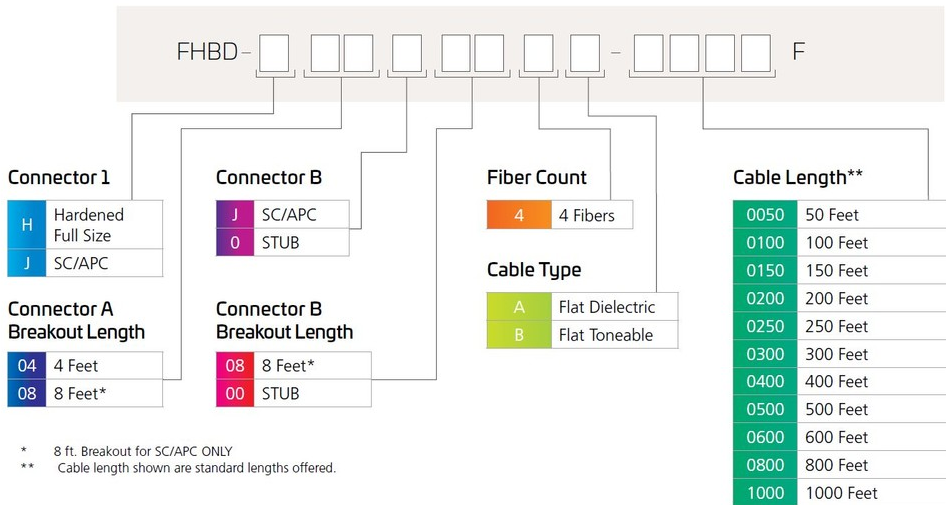 FHBD- - F
Connector 1
H Hardened
Full Size
J SC/APC
Connector A
Breakout Length
04 4 Feet
08 8 Feet*
Connector B
J SC/APC
0 STUB
Connector B
Breakout Length
08 8 Feet*
00 STUB
Fiber Count
4 4 Fibers
Cable Type
A Flat Dielectric
B Flat Toneable
Cable Length**
0050 50 Feet
0100 100 Feet
0150 150 Feet
0200 200 Feet
0250 250 Feet
0300 300 Feet
0400 400 Feet
0500 500 Feet
0600 600 Feet
0800 800 Feet
1000 1000 Feet
* 8 ft. Breakout for SC/APC ONLY
** Cable length shown are standard lengths offered.